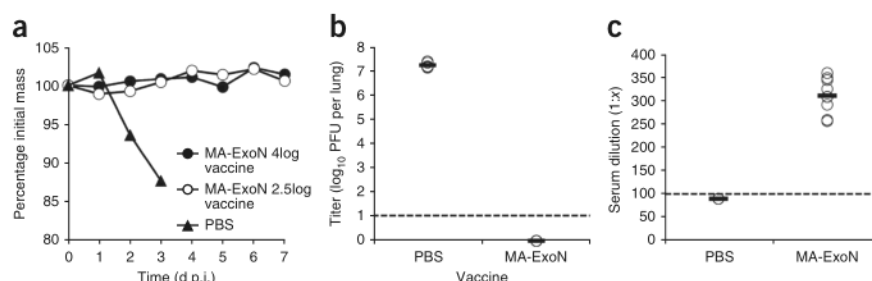 a
Percentage initial mass
105
100
95
90
85
80
0 1 2 3 4 5 6 7
Time (d p.i.)
MA-ExoN 4log
vaccine
MA-ExoN 2.5log
vaccine
PBS
b
Titer (log10 PFU per lung)
8
7
6
5
4
3
2
1
0
PBS MA-ExoN
Vaccine
c
Serum dilution (1:x)
400
350
300
250
200
150
100
50
0
PBS MA-ExoN